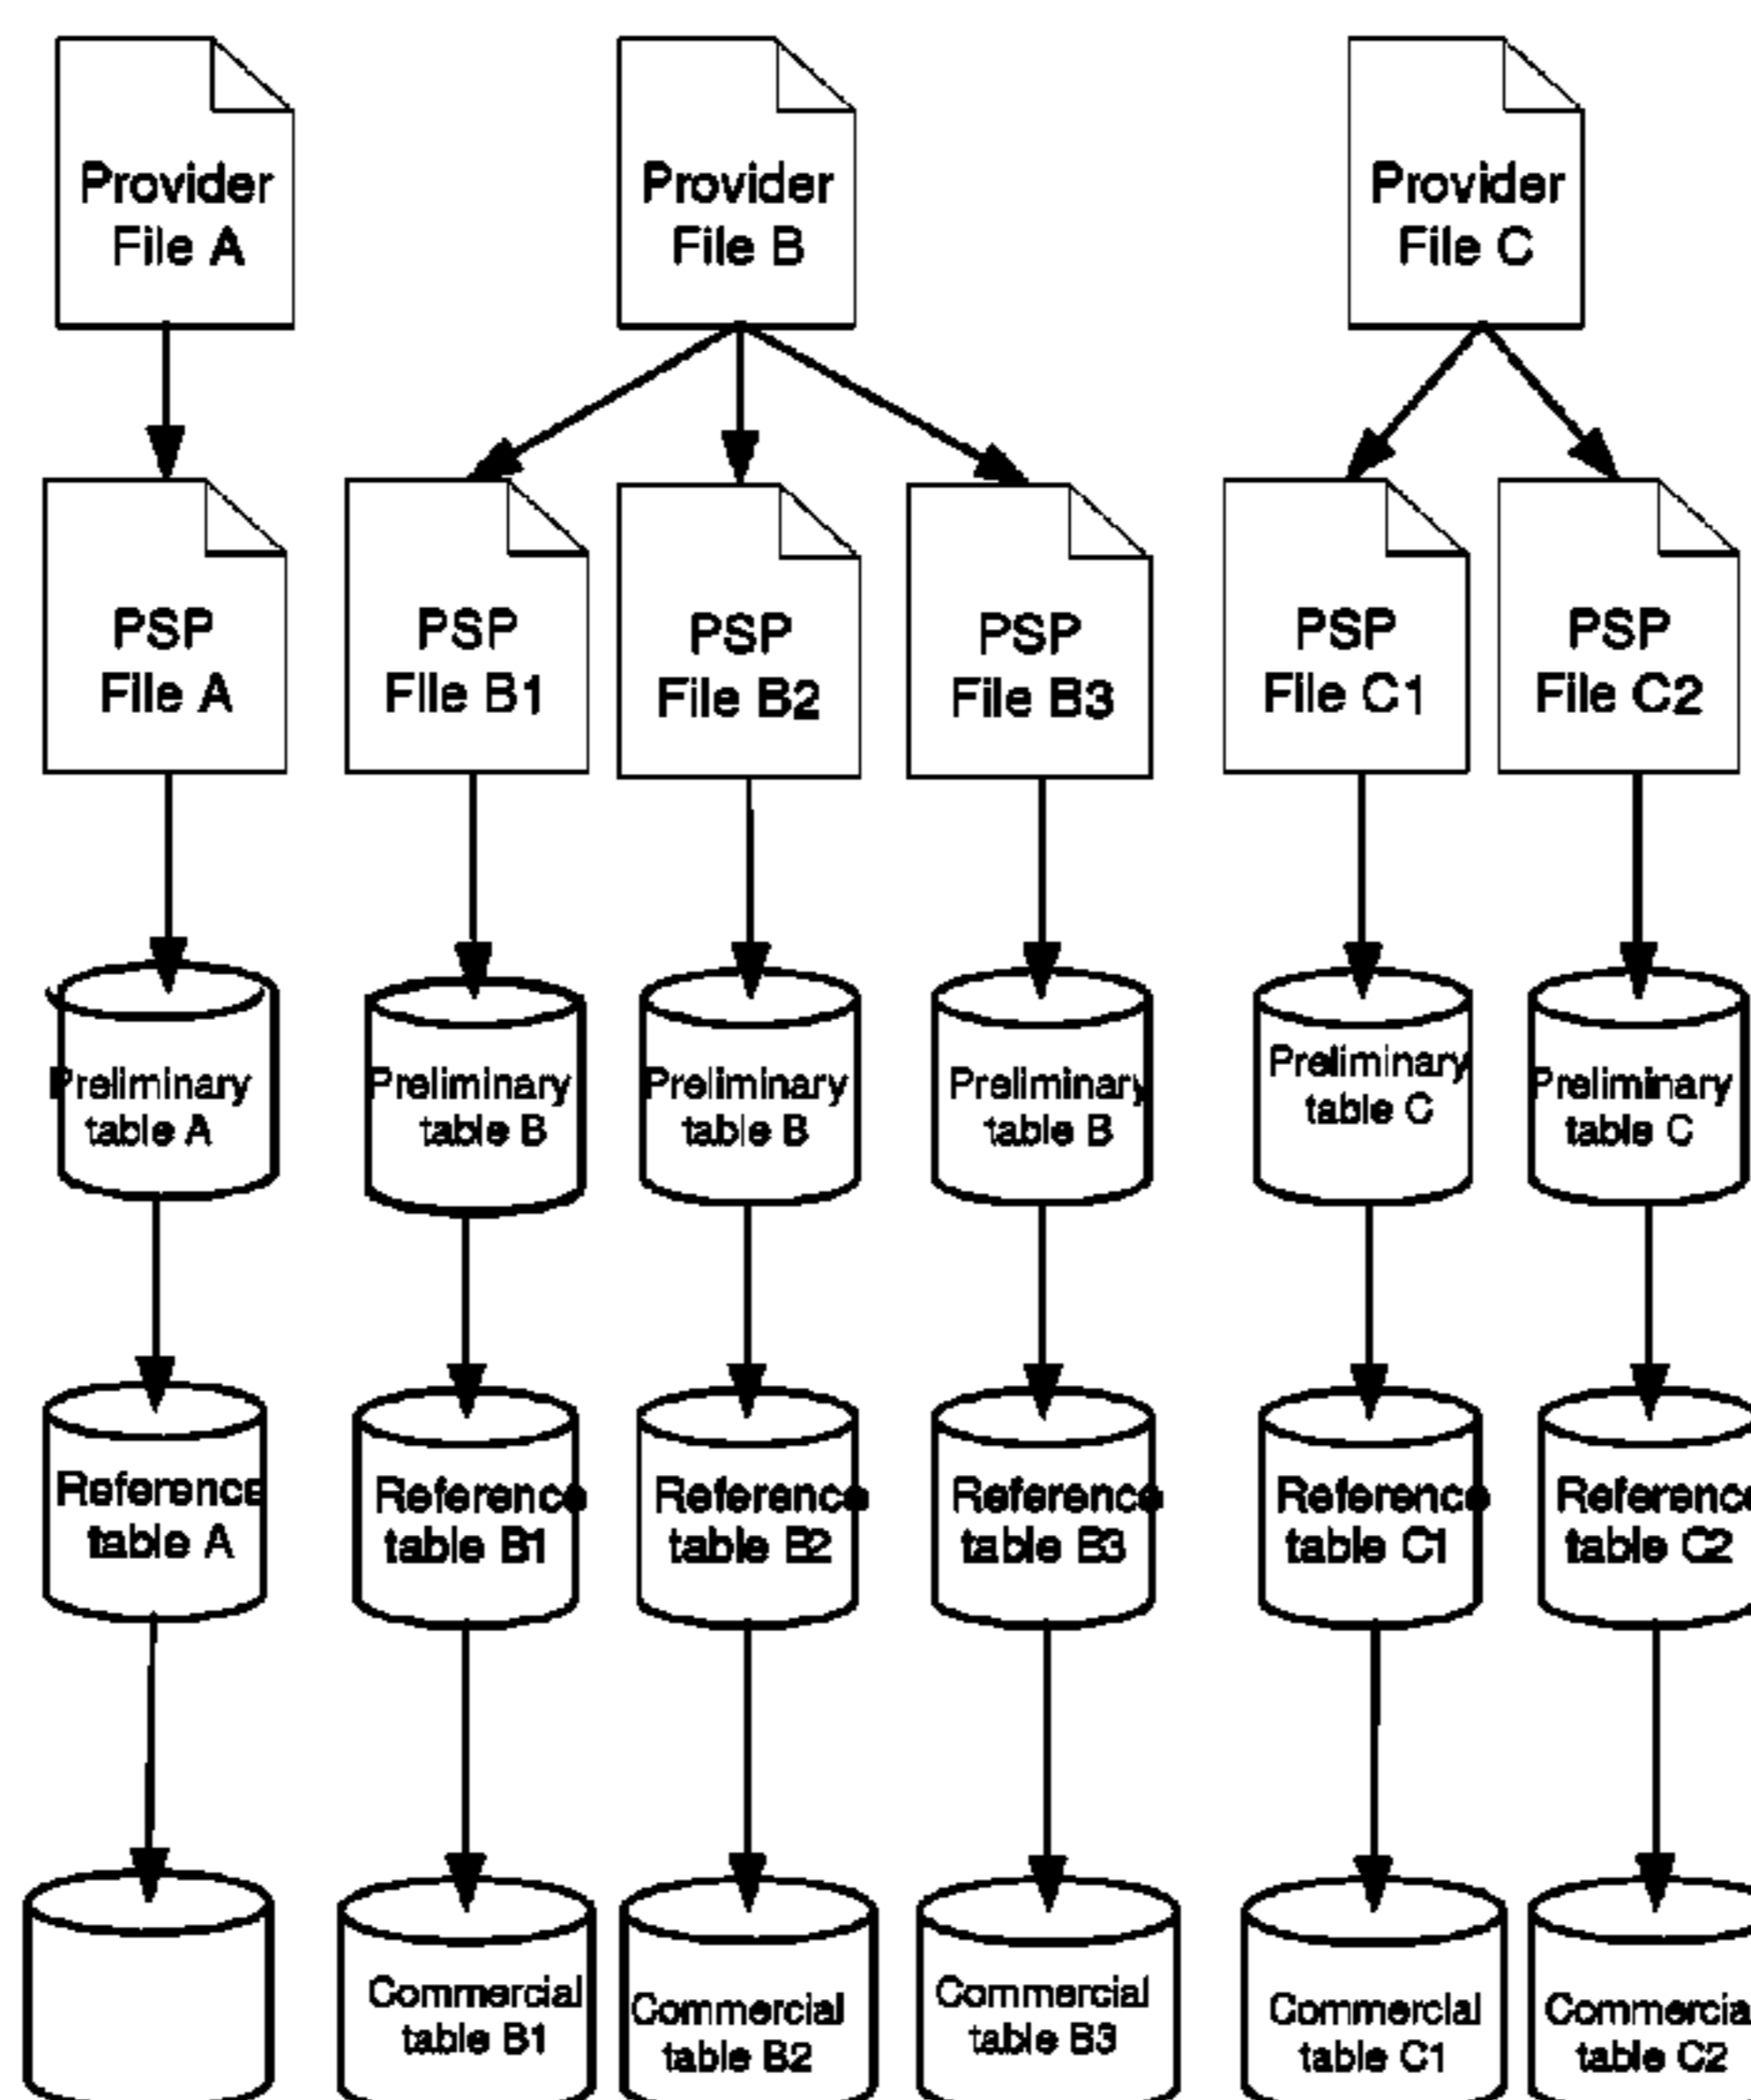 Provider
File A
Provider
File B
Provider
File C
PSP
File A
PSP
File B1
PSP
File B2
PSP
File B3
PSP
File C1
PSP
File C2
Preliminary
table A
Preliminary
table B
Preliminary
table B
Preliminary
table B
Preliminary
table C
Preliminary
table C
Reference
table A
Reference
table B1
Reference
table B2
Reference
table B3
Reference
table C1
Reference
table C2
Commercial
table B1
Commercial
table B2
Commercial
table B3
Commercial
table C1
Commercial
table C2